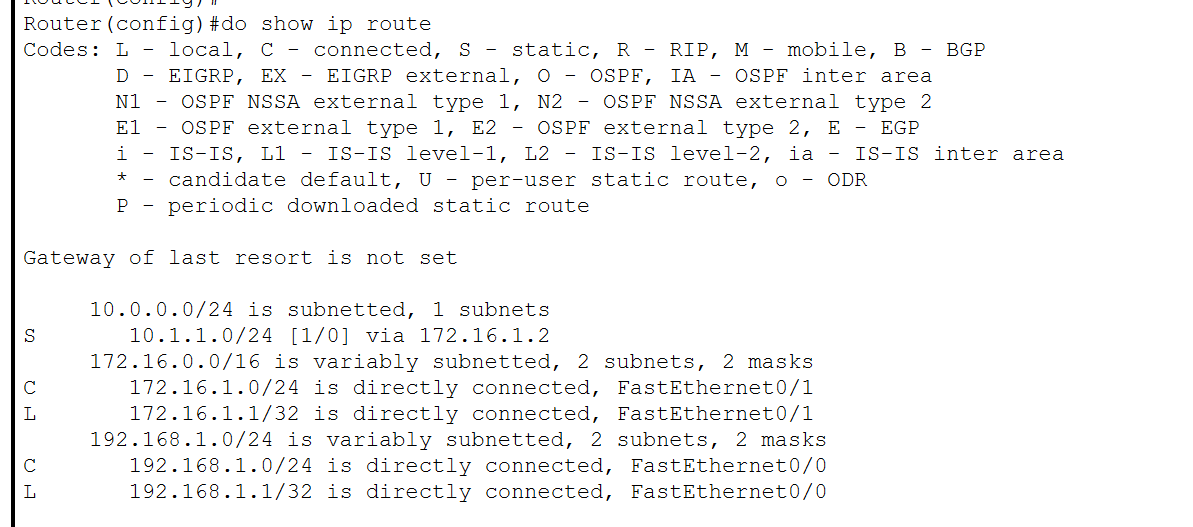 Router(config)#
Router(config)#do show ip route
Codes: L - local, C - connected, S - static, R - RIP, M - mobile, B - BGP
       D - EIGRP, EX - EIGRP external, O - OSPF, IA - OSPF inter area
       N1 - OSPF NSSA external type 1, N2 - OSPF NSSA external type 2
       E1 - OSPF external type 1, E2 - OSPF external type 2, E - EGP
       i - IS-IS, L1 - IS-IS level-1, L2 - IS-IS level-2, ia - IS-IS inter area
       * - candidate default, U - per-user static route, o - ODR
       P - periodic downloaded static route

Gateway of last resort is not set

     10.0.0.0/24 is subnetted, 1 subnets
S       10.1.1.0/24 [1/0] via 172.16.1.2
     172.16.0.0/16 is variably subnetted, 2 subnets, 2 masks
C       172.16.1.0/24 is directly connected, FastEthernet0/1
L       172.16.1.1/32 is directly connected, FastEthernet0/1
     192.168.1.0/24 is variably subnetted, 2 subnets, 2 masks
C       192.168.1.0/24 is directly connected, FastEthernet0/0
L       192.168.1.1/32 is directly connected, FastEthernet0/0